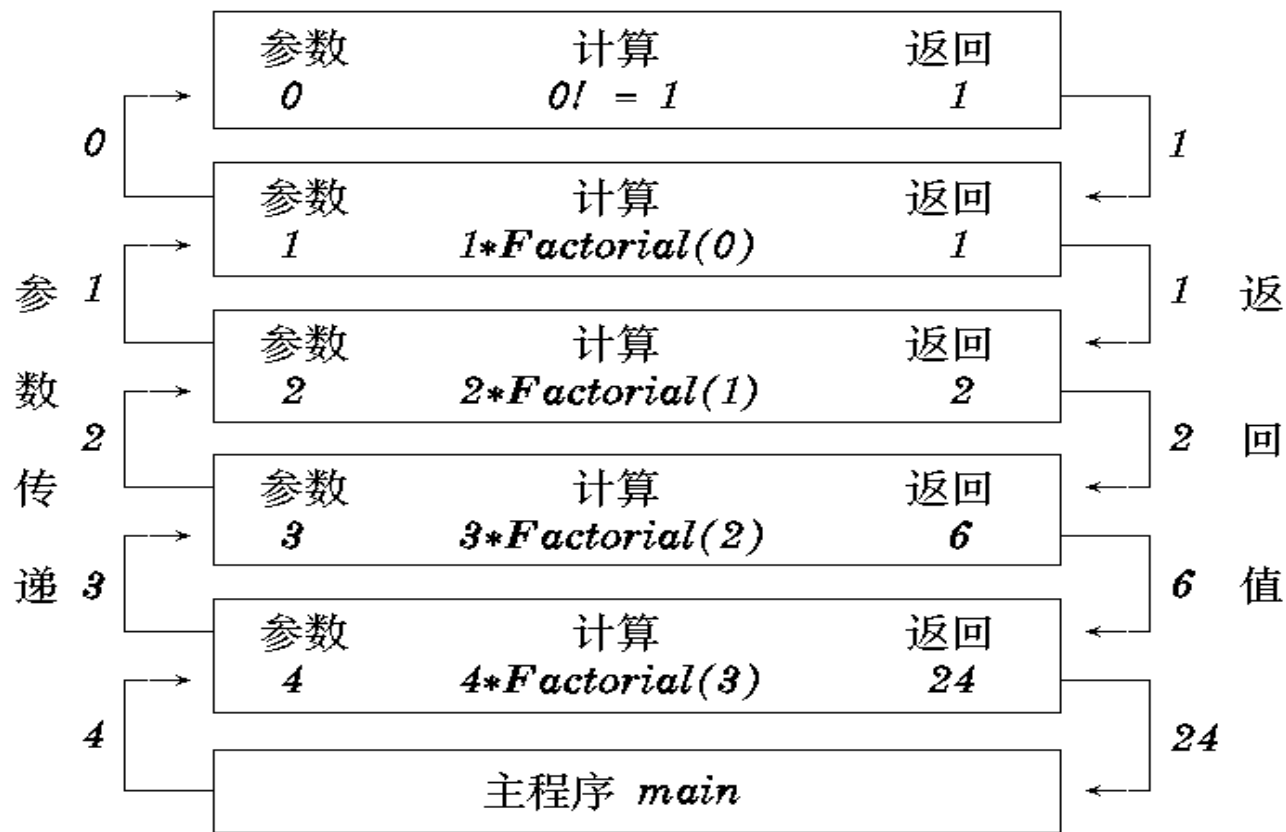 参数 计算 返回
0 0! = 1 1
0 1
参数 计算 返回
1 1*Factorial(0) 1
参 1 1 返
参数 计算 返回
数 2 2*Factorial(1) 2
2 2 回
传 参数 计算 返回
3 3*Factorial(2) 6
递 3 6 值
参数 计算 返回
4 4*Factorial(3) 24
4 24
主程序 main